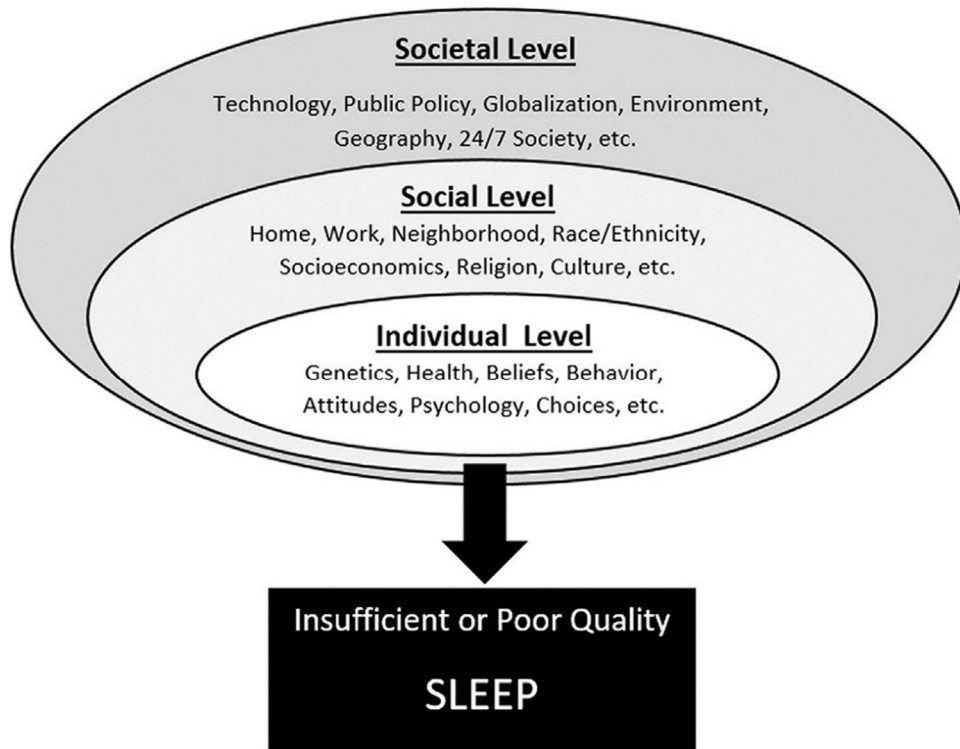 Societal Level
Technology, Public Policy, Globalization, Environment,
Geography, 24/7 Society, etc.
Social Level
Home, Work, Neighborhood, Race/Ethnicity,
Socioeconomics, Religion, Culture, etc.
Individual Level
Genetics, Health, Beliefs, Behavior,
Attitudes, Psychology, Choices, etc.
Insufficient or Poor Quality
SLEEP